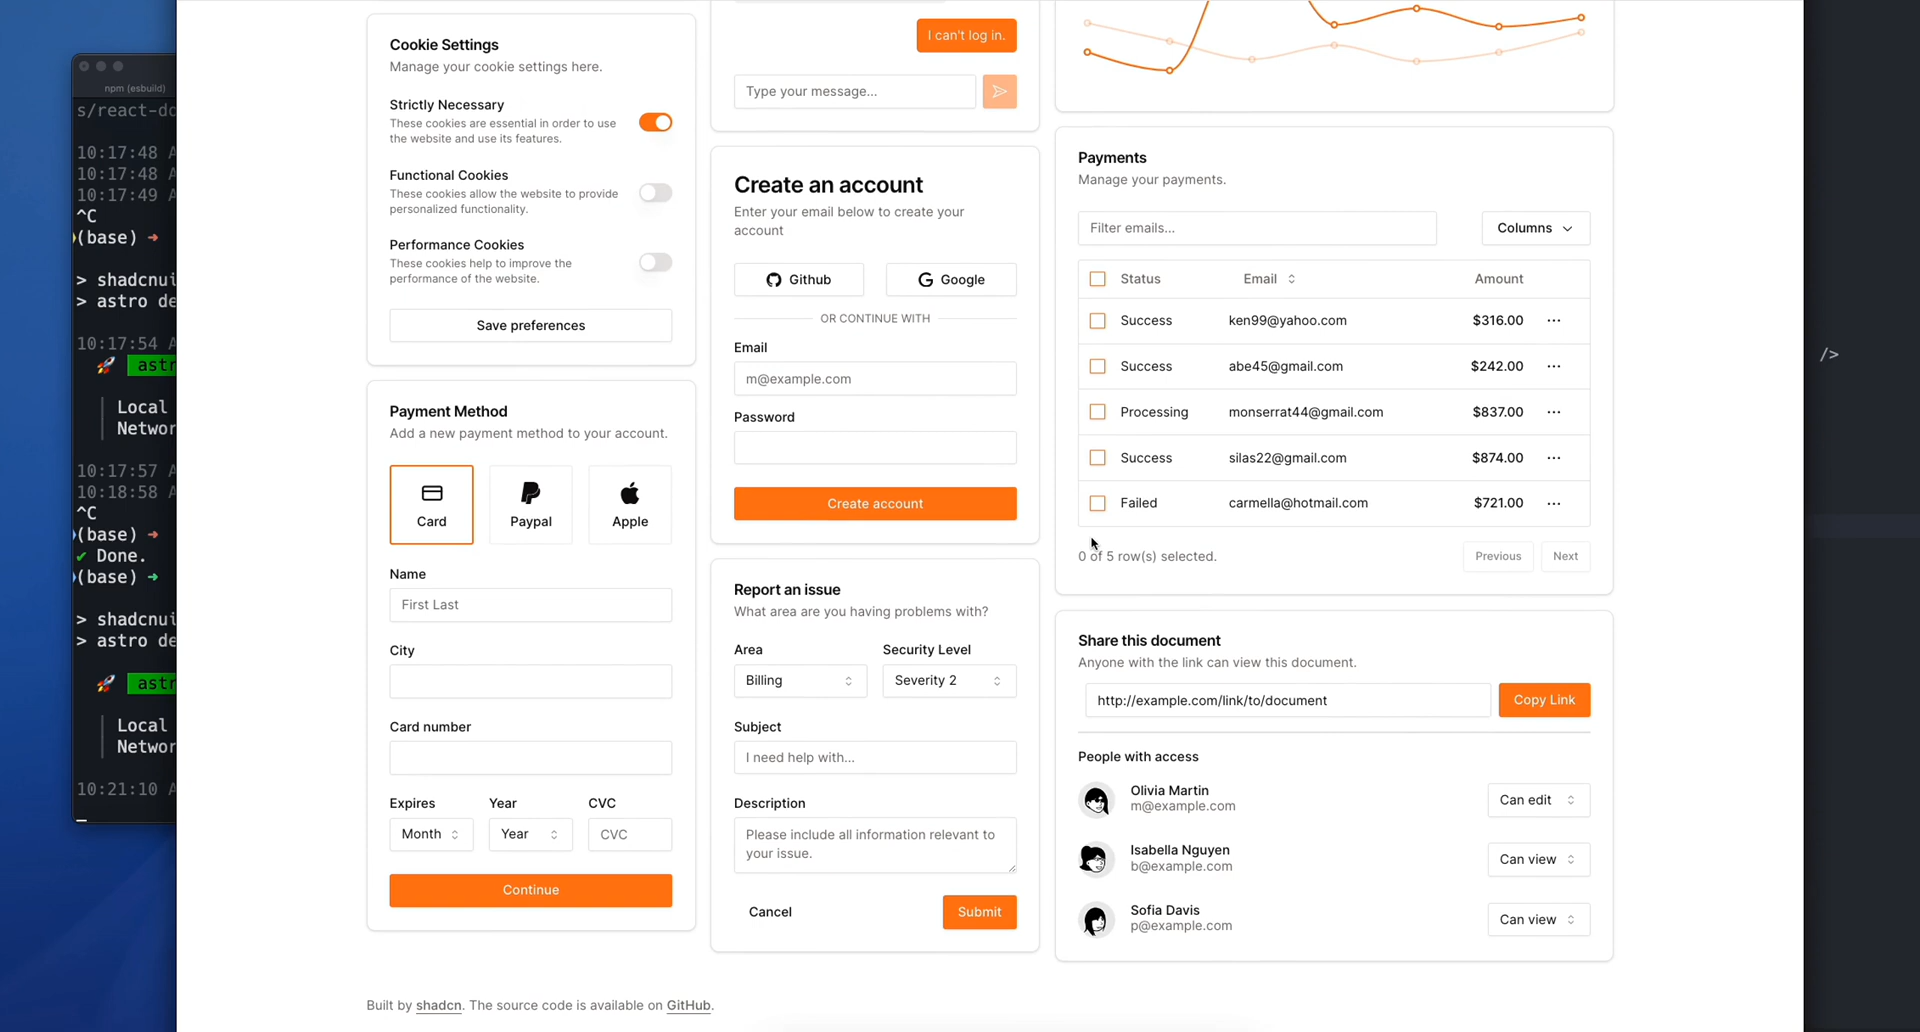 npm (esbuild)
s/react-do
10:17:48 A
10:17:48 A
10:17:49 A
^C
(base) ➜
> shadcnui
> astro de
10:17:54
astr
Local
Networ
10:17:57
10:18:58
^C
(base) ➜
✔ Done.
(base) ➜
> shadcnui
> astro de
astr
Local
Networ
10:21:10
Cookie Settings
Manage your cookie settings here.
Strictly Necessary
These cookies are essential in order to use
the website and use its features.
Functional Cookies
These cookies allow the website to provide
personalized functionality.
Performance Cookies
These cookies help to improve the
performance of the website.
Save preferences
Payment Method
Add a new payment method to your account.
Card Paypal Apple
Name
First Last
City
Card number
Expires Year CVC
Month Year CVC
Continue
I can't log in.
Type your message...
Create an account
Enter your email below to create your
account
Github Google
OR CONTINUE WITH
Email
m@example.com
Password
Create account
Report an issue
What area are you having problems with?
Area Security Level
Billing Severity 2
Subject
I need help with...
Description
Please include all information relevant to
your issue.
Cancel Submit
Payments
Manage your payments.
Filter emails... Columns
Status Email Amount
Success ken99@yahoo.com $316.00 ...
Success abe45@gmail.com $242.00 ...
Processing monserrat44@gmail.com $837.00 ...
Success silas22@gmail.com $874.00 ...
Failed carmella@hotmail.com $721.00 ...
0 of 5 row(s) selected. Previous Next
Share this document
Anyone with the link can view this document.
http://example.com/link/to/document Copy Link
People with access
Olivia Martin
m@example.com
Can edit
Isabella Nguyen
b@example.com
Can view
Sofia Davis
p@example.com
Can view
Built by shadcn. The source code is available on GitHub.
/>